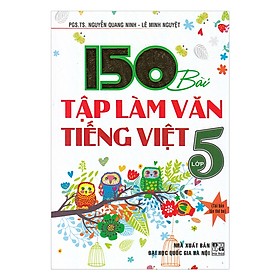 PGS.TS. NGUYỄN QUANG NINH - LÊ MINH NGUYỆT
150 Bài
TẬP LÀM VĂN
TIẾNG VIỆT
LỚP 5
NHÀ XUẤT BẢN
ĐẠI HỌC QUỐC GIA HÀ NỘI